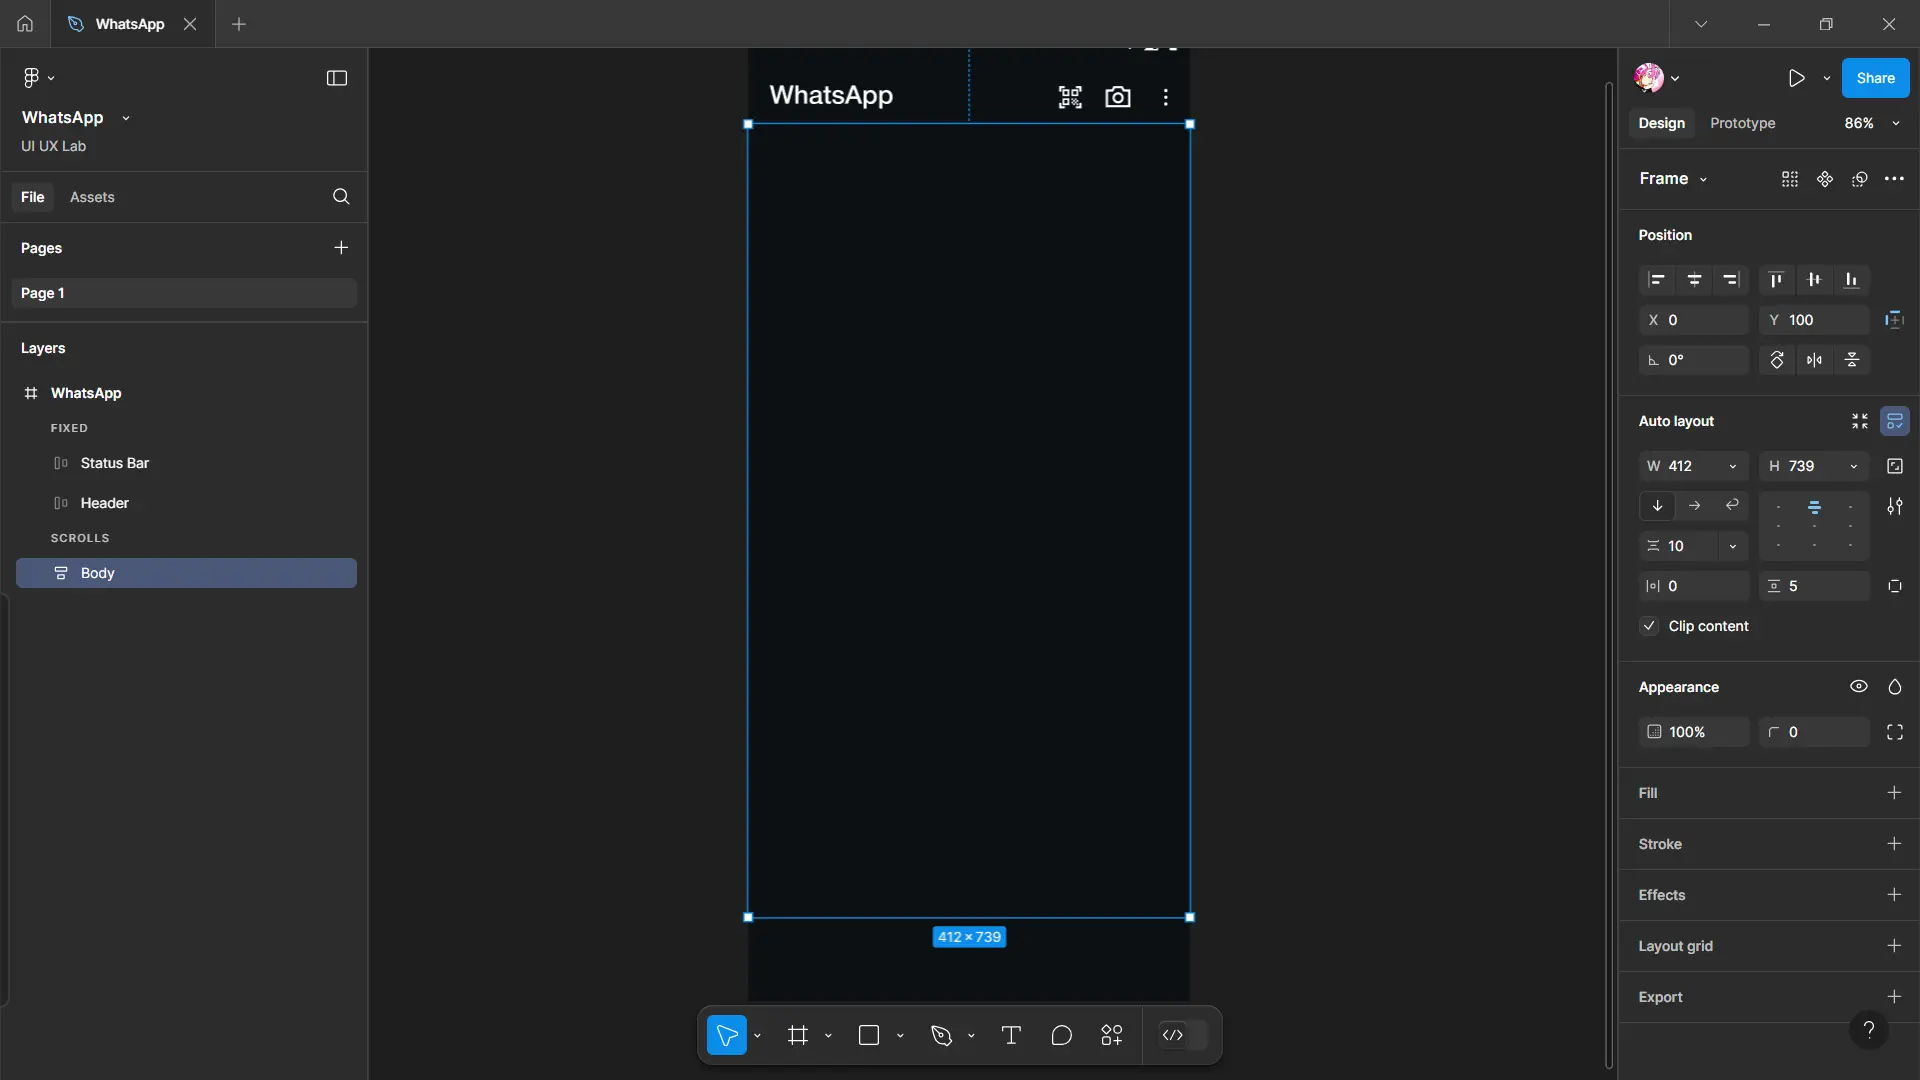 WhatsApp
WhatsApp
UI UX Lab
File
Assets
Pages
Page 1
Layers
WhatsApp
FIXED
Status Bar
Header
SCROLLS
Body
WhatsApp
412 × 739
Share
Design
Prototype
86%
Frame
Position
X 0
Y 100
0°
Auto layout
W 412
H 739
10
0
5
Clip content
Appearance
100%
0
Fill
Stroke
Effects
Layout grid
Export
?